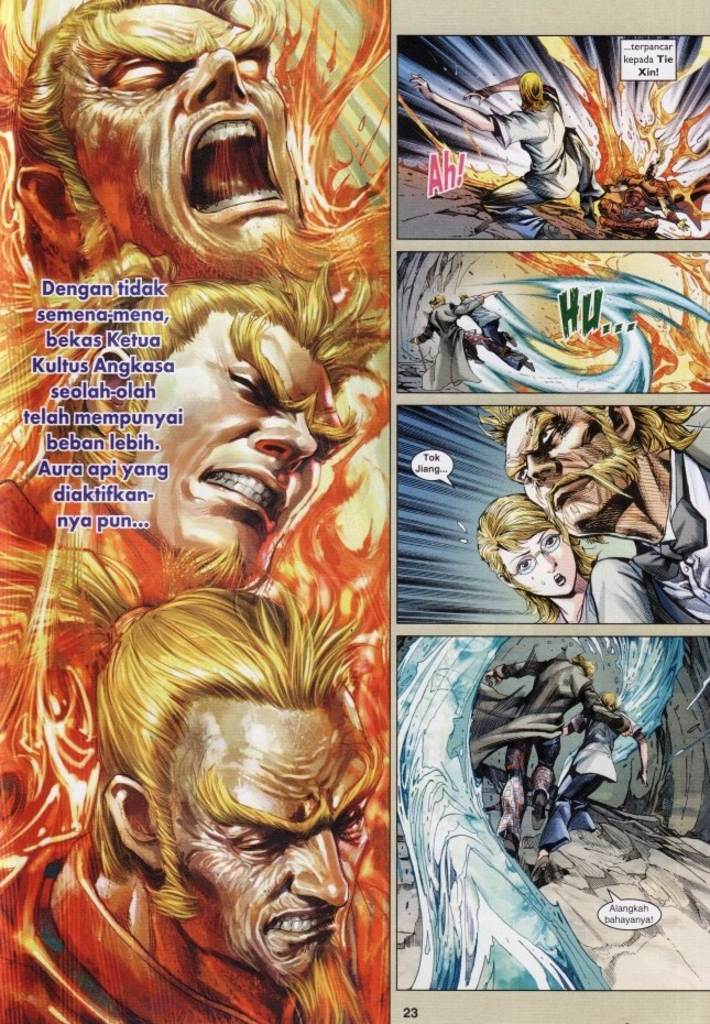 Dengan tidak
semena-mena,
bekas Ketua
Kultus Angkasa
seolah-olah
telah mempunyai
beban lebih.
Aura api yang
diaktifkan-
nya pun...
...terpancar
kepada Tie
Xin!
Ah!
HU...
Tok
Jiang...
Alangkah
bahayanya!
23